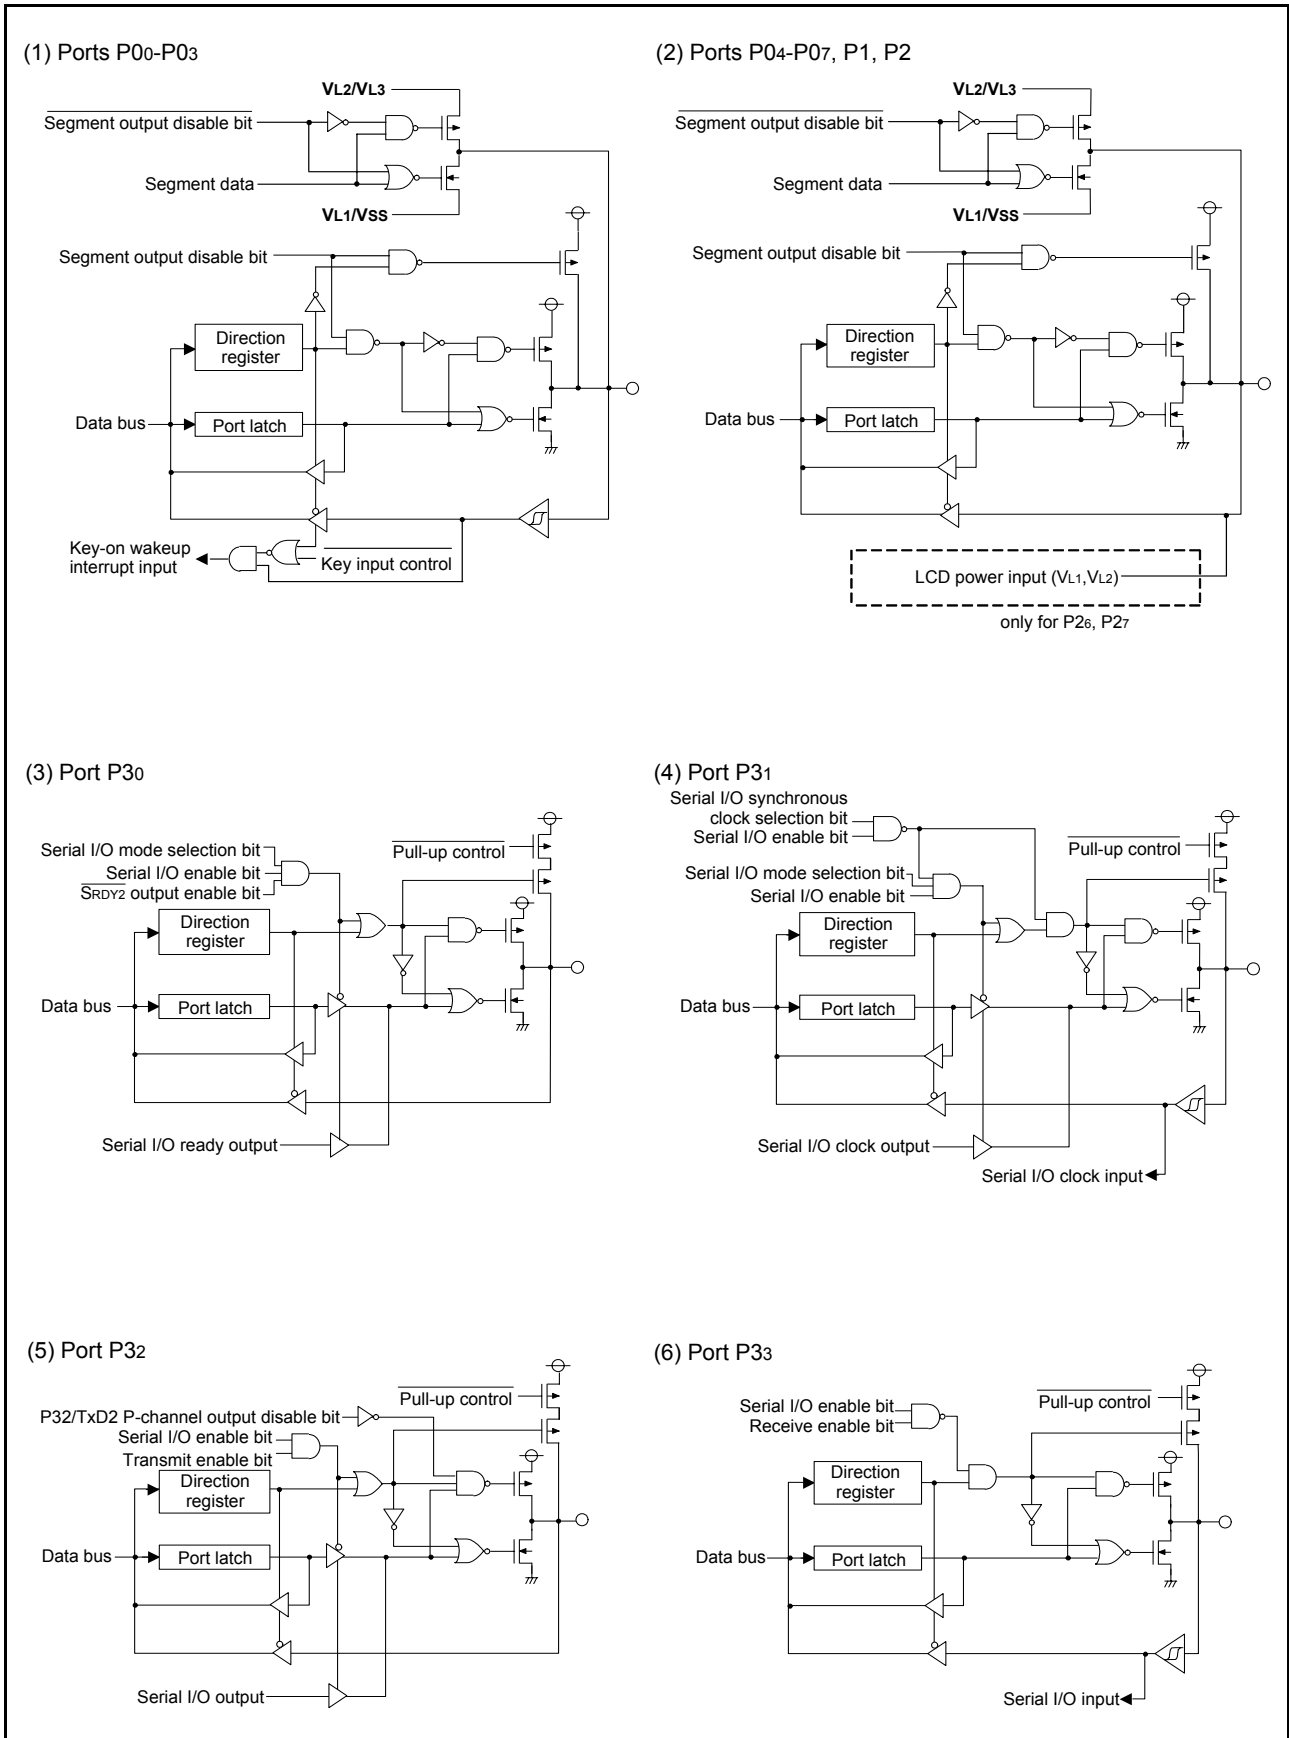 (1) Ports P00-P03
VL2/VL3
Segment output disable bit
Segment data
VL1/VSS
Segment output disable bit
Direction
register
Data bus
Port latch
Key-on wakeup
interrupt input
Key input control
(2) Ports P04-P07, P1, P2
VL2/VL3
Segment output disable bit
Segment data
VL1/VSS
Segment output disable bit
Direction
register
Data bus
Port latch
LCD power input (VL1,VL2)
only for P26, P27
(3) Port P30
Pull-up control
Serial I/O mode selection bit
Serial I/O enable bit
SRDY2 output enable bit
Direction
register
Data bus
Port latch
Serial I/O ready output
(4) Port P31
Serial I/O synchronous
clock selection bit
Serial I/O enable bit
Pull-up control
Serial I/O mode selection bit
Serial I/O enable bit
Direction
register
Data bus
Port latch
Serial I/O clock output
Serial I/O clock input
(5) Port P32
Pull-up control
P32/TxD2 P-channel output disable bit
Serial I/O enable bit
Transmit enable bit
Direction
register
Data bus
Port latch
Serial I/O output
(6) Port P33
Pull-up control
Serial I/O enable bit
Receive enable bit
Direction
register
Data bus
Port latch
Serial I/O input